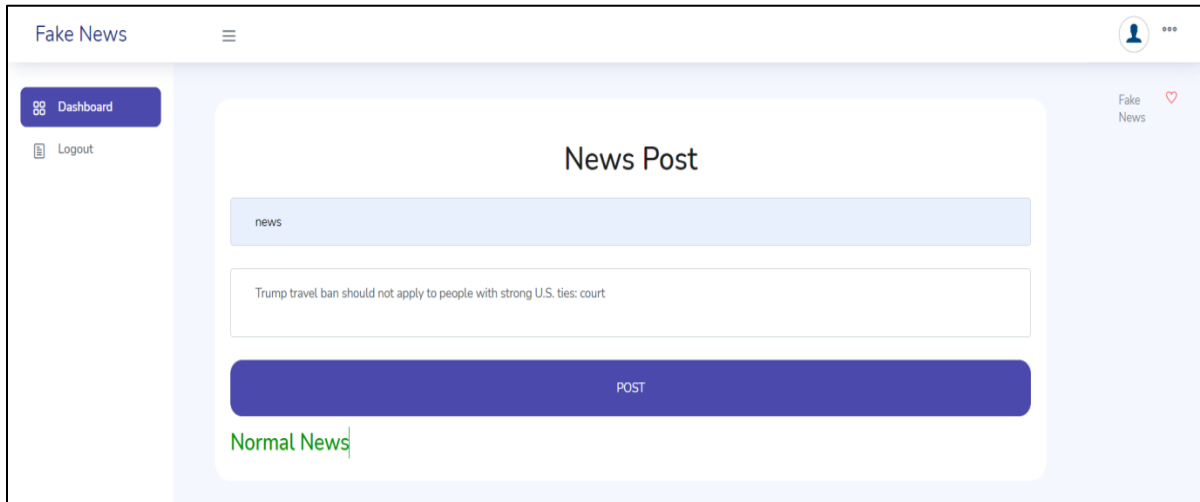 Fake News
Dashboard
Logout
News Post
news
Trump travel ban should not apply to people with strong U.S. ties: court
POST
Normal News
Fake
News